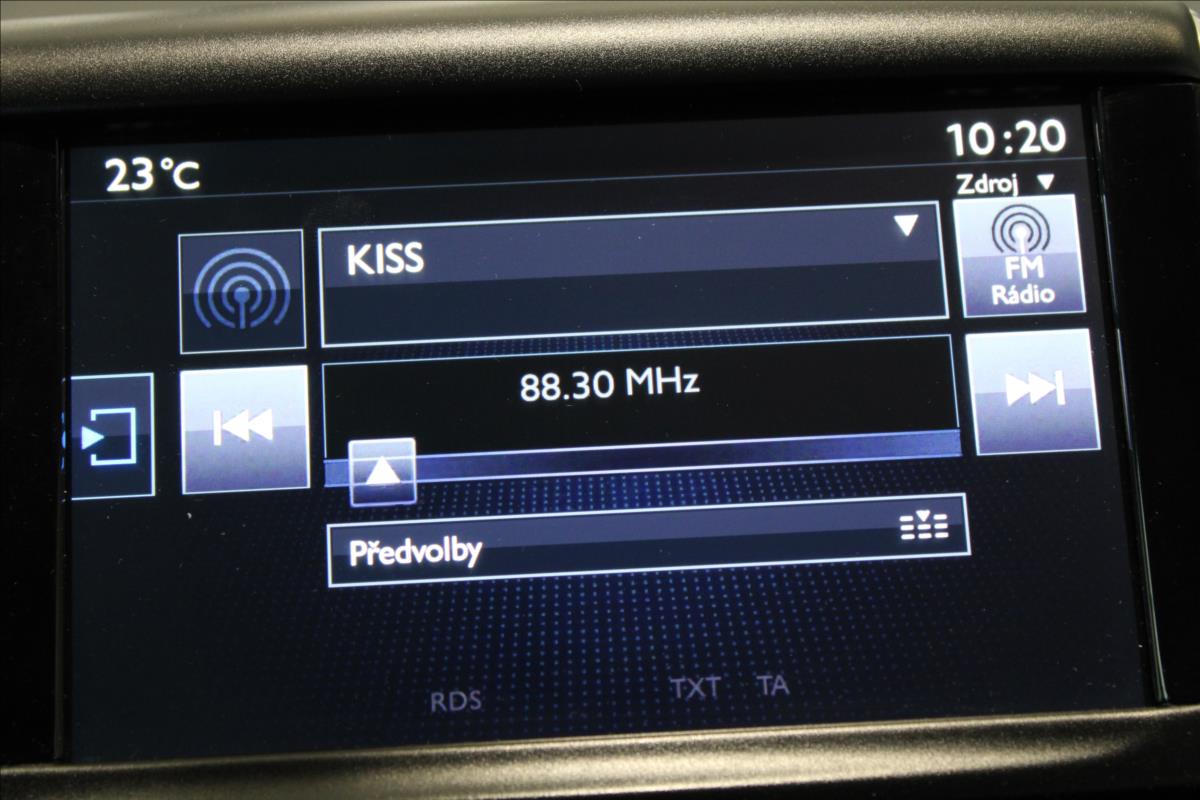 23°C
10:20
Zdroj
KISS
FM
Rádio
88.30 MHz
Předvolby
RDS TXT TA